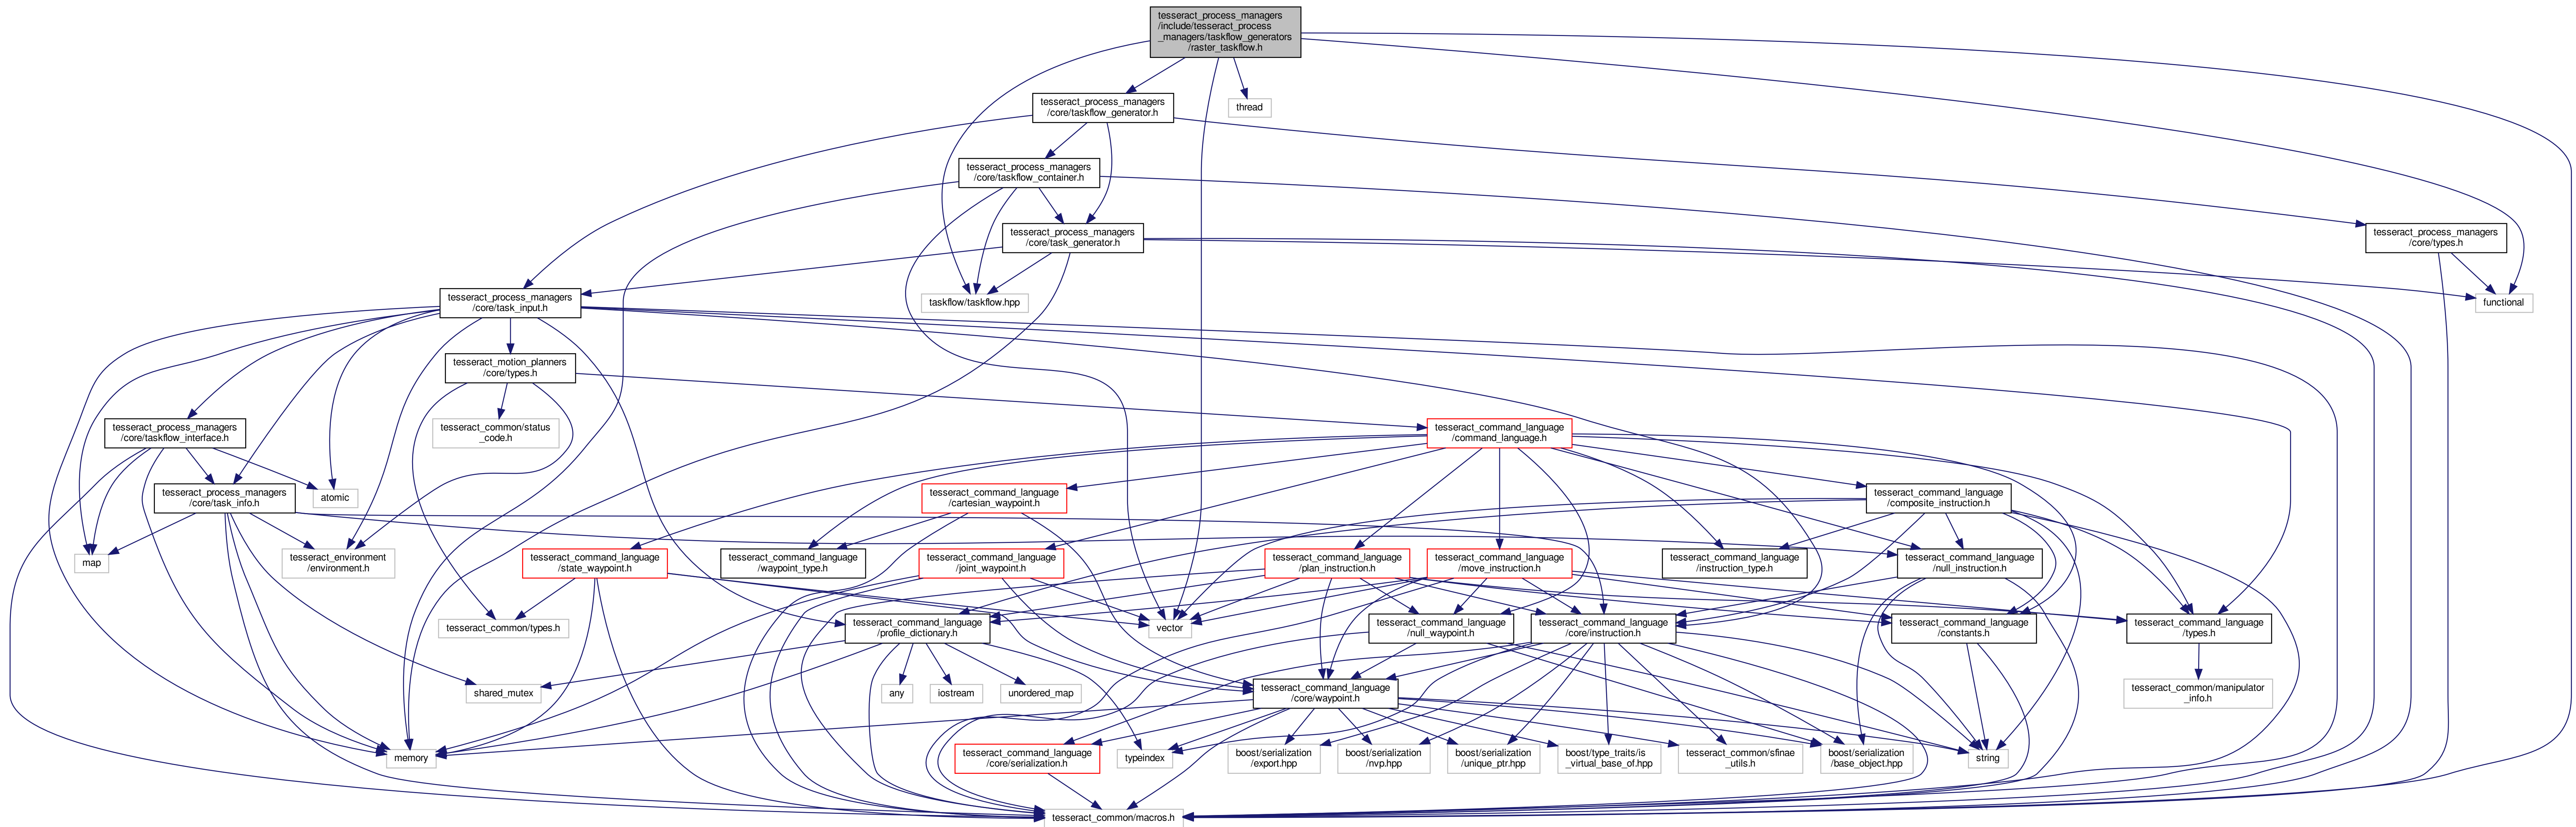 tesseract_process_managers
/include/tesseract_process
_managers/taskflow_generators
/raster_taskflow.h
tesseract_process_managers
/core/taskflow_generator.h
thread
tesseract_process_managers
/core/taskflow_container.h
tesseract_process_managers
/core/task_generator.h
tesseract_process_managers
/core/types.h
tesseract_process_managers
/core/task_input.h
taskflow/taskflow.hpp
functional
tesseract_motion_planners
/core/types.h
tesseract_process_managers
/core/taskflow_interface.h
tesseract_common/status
_code.h
tesseract_command_language
/command_language.h
tesseract_process_managers
/core/task_info.h
atomic
tesseract_command_language
/cartesian_waypoint.h
tesseract_command_language
/composite_instruction.h
map
tesseract_environment
/environment.h
tesseract_command_language
/state_waypoint.h
tesseract_command_language
/waypoint_type.h
tesseract_command_language
/joint_waypoint.h
tesseract_command_language
/plan_instruction.h
tesseract_command_language
/move_instruction.h
tesseract_command_language
/instruction_type.h
tesseract_command_language
/null_instruction.h
tesseract_common/types.h
tesseract_command_language
/profile_dictionary.h
vector
tesseract_command_language
/null_waypoint.h
tesseract_command_language
/core/instruction.h
tesseract_command_language
/constants.h
tesseract_command_language
/types.h
shared_mutex
any
iostream
unordered_map
tesseract_command_language
/core/waypoint.h
tesseract_common/manipulator
_info.h
memory
tesseract_command_language
/core/serialization.h
typeindex
boost/serialization
/export.hpp
boost/serialization
/nvp.hpp
boost/serialization
/unique_ptr.hpp
boost/type_traits/is
_virtual_base_of.hpp
tesseract_common/sfinae
_utils.h
boost/serialization
/base_object.hpp
string
tesseract_common/macros.h